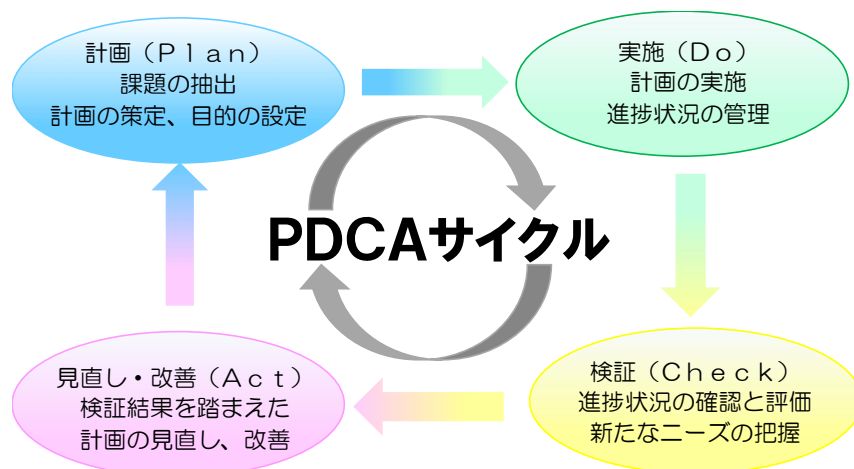 計画（Ｐｌａｎ）
課題の抽出
計画の策定、目的の設定
実施（Ｄｏ）
計画の実施
進捗状況の管理
PDCAサイクル
見直し・改善（Ａｃｔ）
検証結果を踏まえた
計画の見直し、改善
検証（Ｃｈｅｃｋ）
進捗状況の確認と評価
新たなニーズの把握